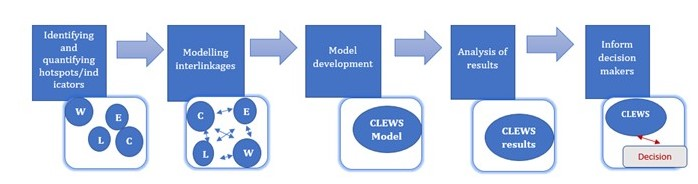 Identifying
and
quantifying
hotspots/ind
icators
Modelling
interlinkages
Model
development
Analysis of
results
Inform
decision
makers
W
E
L
C
C
E
L
W
CLEWS
Model
CLEWS
results
CLEWS
Decision